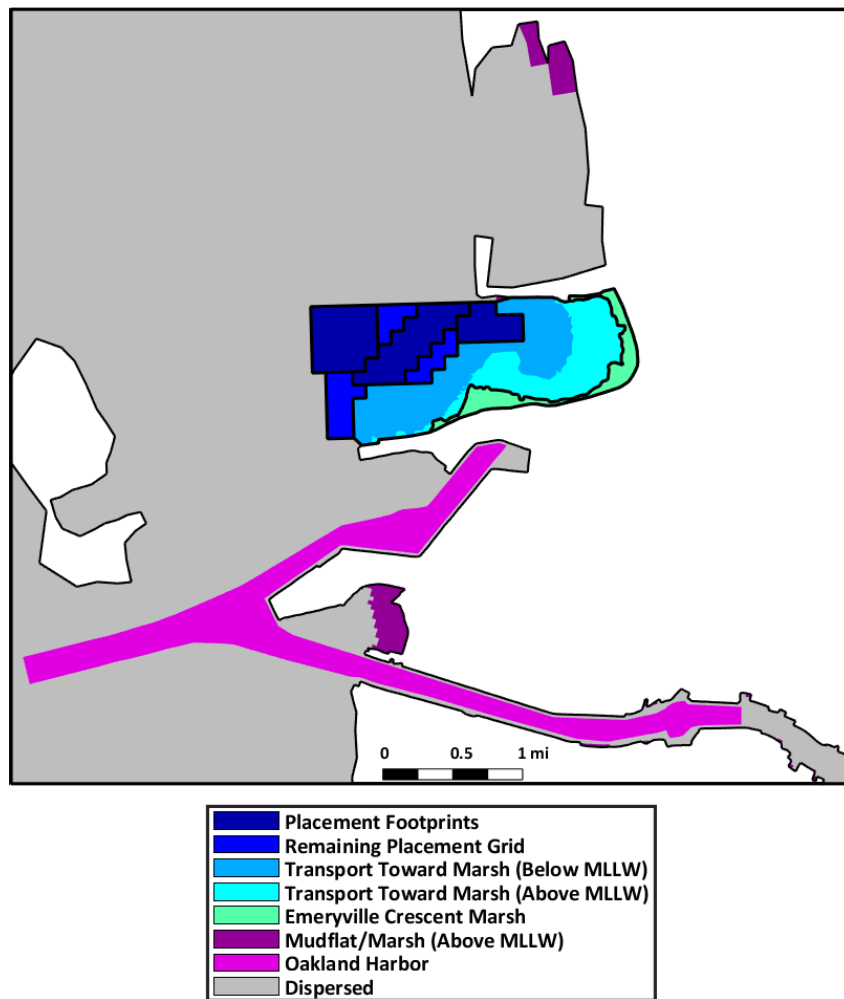 0 0.5 1 mi
Placement Footprints
Remaining Placement Grid
Transport Toward Marsh (Below MLLW)
Transport Toward Marsh (Above MLLW)
Emeryville Crescent Marsh
Mudflat/Marsh (Above MLLW)
Oakland Harbor
Dispersed